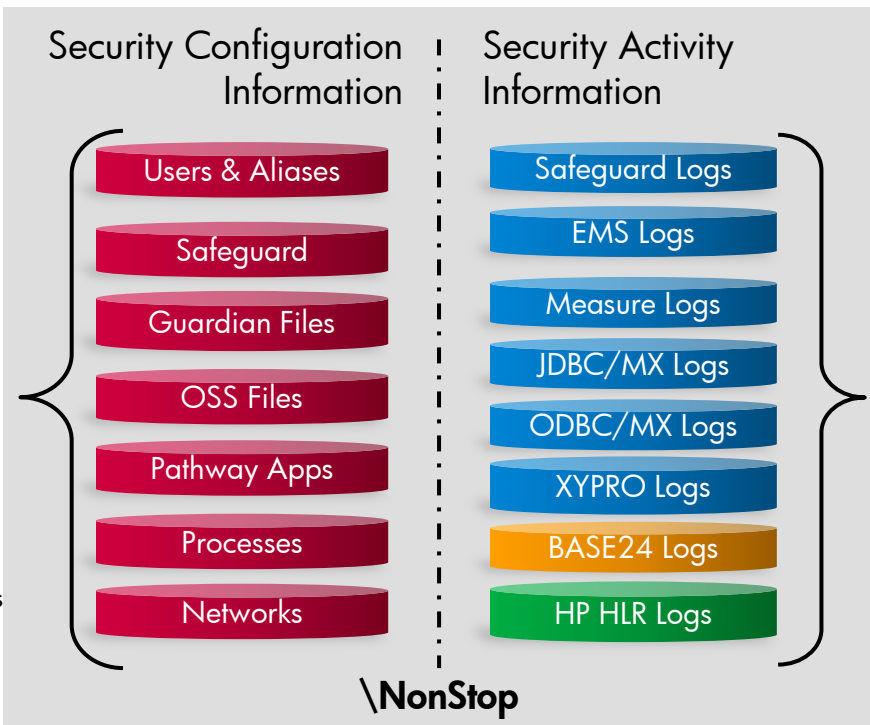 Security Configuration
Information
Security Activity
Information
Users & Aliases
Safeguard
Guardian Files
OSS Files
Pathway Apps
Processes
Networks
Safeguard Logs
EMS Logs
Measure Logs
JDBC/MX Logs
ODBC/MX Logs
XYPRO Logs
BASE24 Logs
HP HLR Logs
s
\NonStop